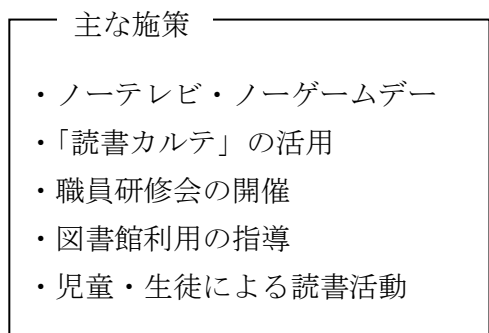 主な施策
・ノーテレビ・ノーゲームデー
・「読書カルテ」の活用
・職員研修会の開催
・図書館利用の指導
・児童・生徒による読書活動